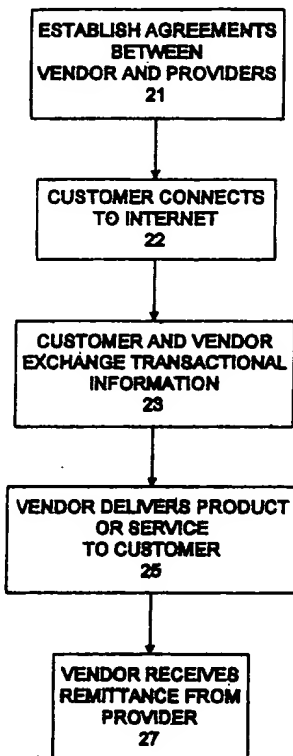 ESTABLISH AGREEMENTS
BETWEEN
VENDOR AND PROVIDERS
21
CUSTOMER CONNECTS
TO INTERNET
22
CUSTOMER AND VENDOR
EXCHANGE TRANSACTIONAL
INFORMATION
23
VENDOR DELIVERS PRODUCT
OR SERVICE
TO CUSTOMER
25
VENDOR RECEIVES
REMITTANCE FROM
PROVIDER
27